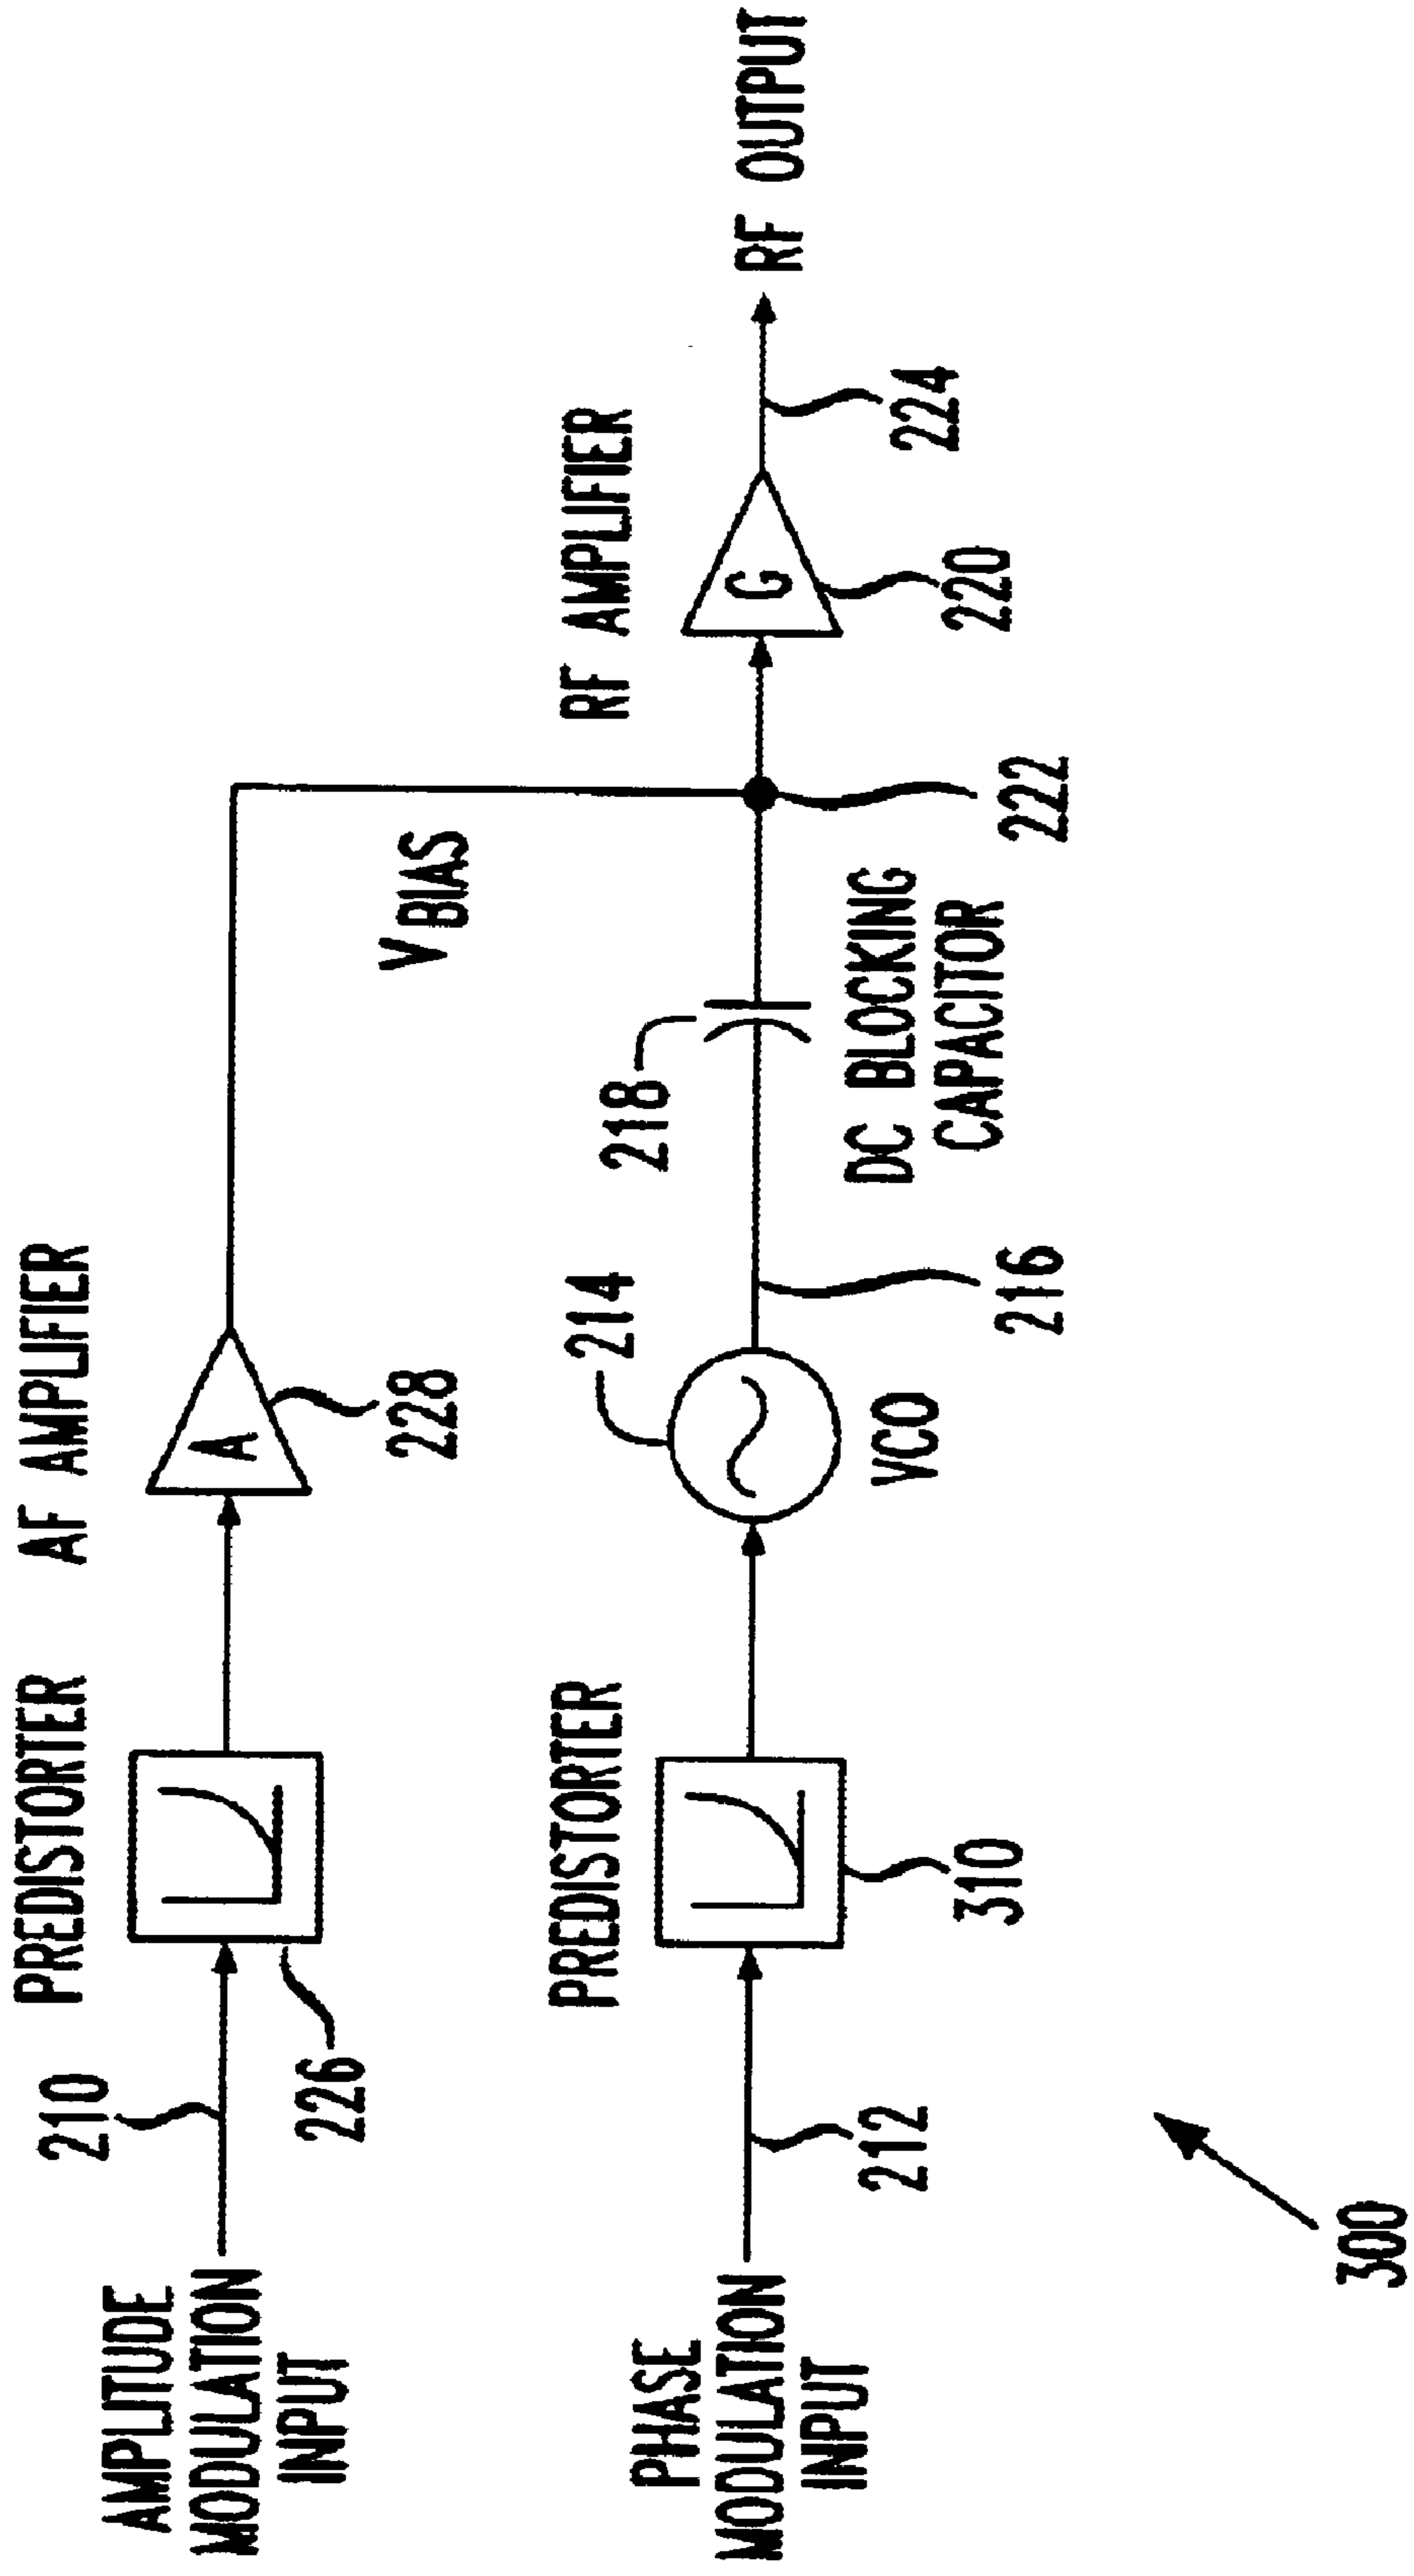 PREDISTORTER
AF AMPLIFIER
210
A
AMPLITUDE
MODULATION
INPUT
226
228
V BIAS
PREDISTORTER
214
218
RF AMPLIFIER
PHASE
MODULATION
INPUT
G
RF OUTPUT
212
310
VCO
216
DC BLOCKING
CAPACITOR
222
220
224
300